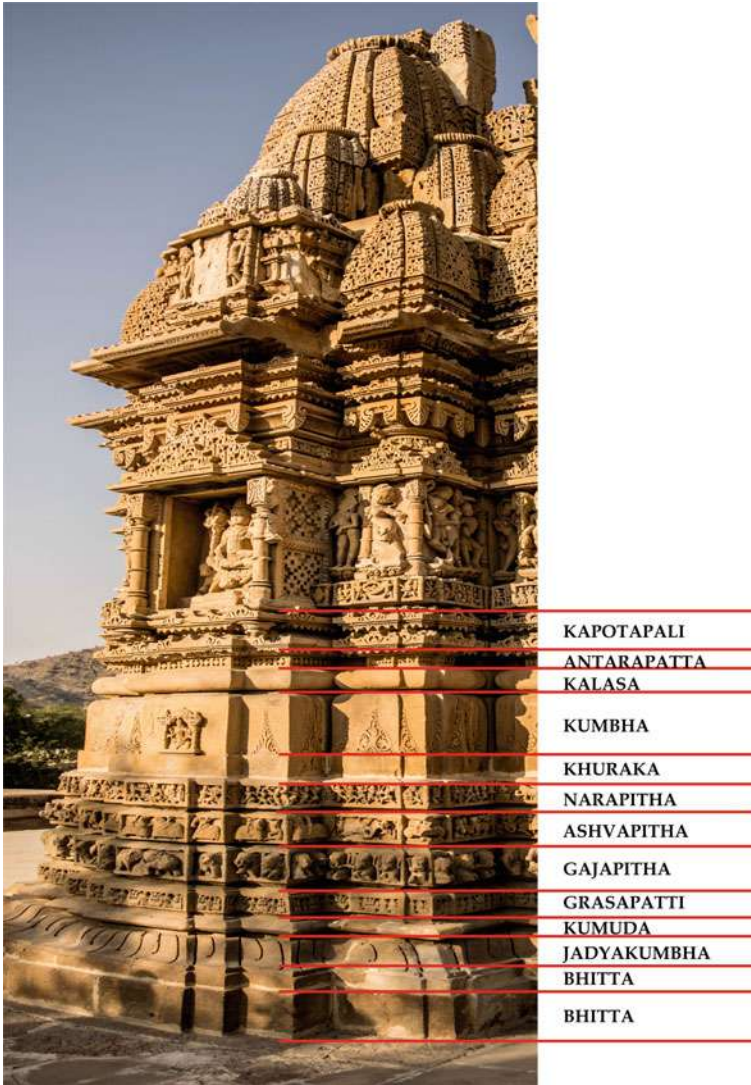 KAPOTAPALI
ANTARAPATTA
KALASA
KUMBHA
KHURAKA
NARAPITHA
ASHVAPITHA
GAJAPITHA
GRASAPATTI
KUMUDA
JADYAKUMBHA
BHITTA
BHITTA